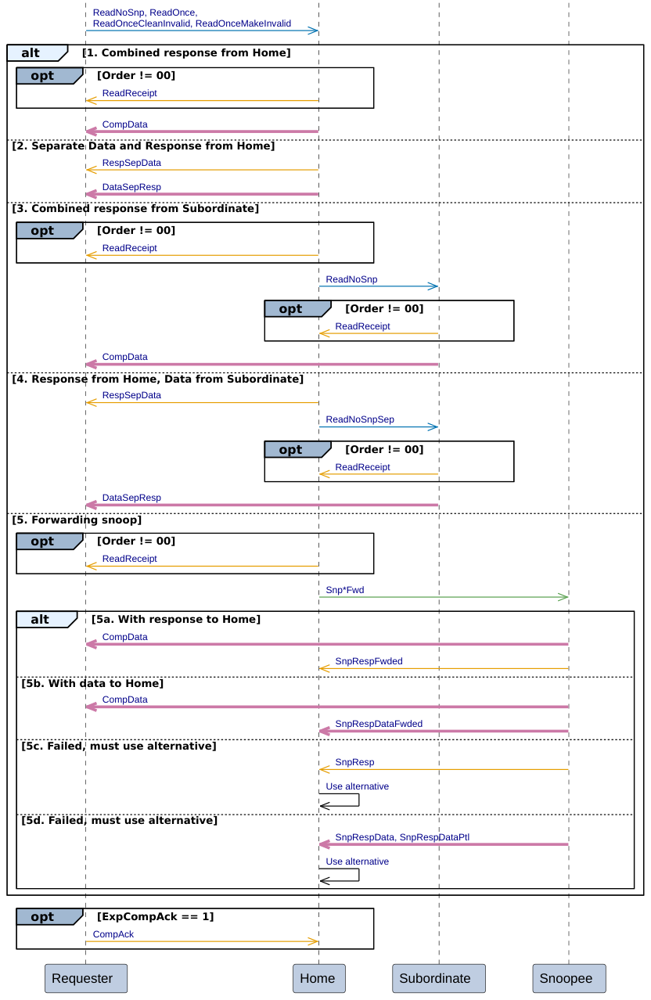 ReadNoSnp, ReadOnce,
ReadOnceCleanInvalid, ReadOnceMakeInvalid
alt [1. Combined response from Home]
opt [Order != 00]
ReadReceipt
CompData
[2. Separate Data and Response from Home]
RespSepData
DataSepResp
[3. Combined response from Subordinate]
opt [Order != 00]
ReadReceipt
ReadNoSnp
opt [Order != 00]
ReadReceipt
CompData
[4. Response from Home, Data from Subordinate]
RespSepData
ReadNoSnpSep
opt [Order != 00]
ReadReceipt
DataSepResp
[5. Forwarding snoop]
opt [Order != 00]
ReadReceipt
Snp*Fwd
alt [5a. With response to Home]
CompData
SnpRespFwded
[5b. With data to Home]
CompData
SnpRespDataFwded
[5c. Failed, must use alternative]
SnpResp
Use alternative
[5d. Failed, must use alternative]
SnpRespData, SnpRespDataPtl
Use alternative
opt [ExpCompAck == 1]
CompAck
Requester Home Subordinate Snoopee